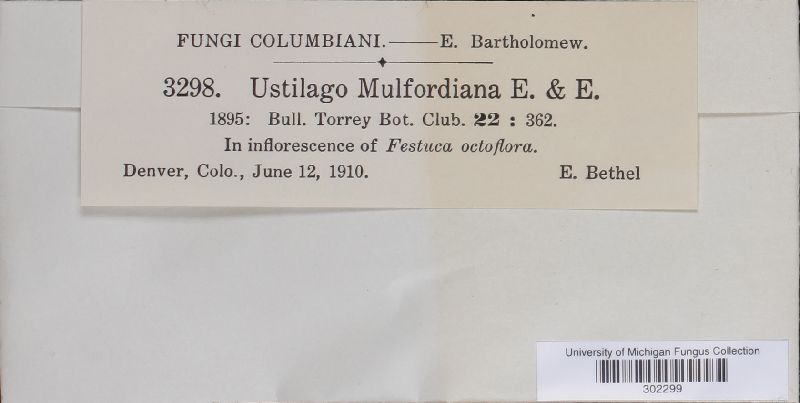 FUNGI COLUMBIANI.——E. Bartholomew.
3298. Ustilago Mulfordiana E. & E.
1895: Bull. Torrey Bot. Club. 22 : 362.
In inflorescence of Festuca octoflora.
Denver, Colo., June 12, 1910. E. Bethel
University of Michigan Fungus Collection
302299